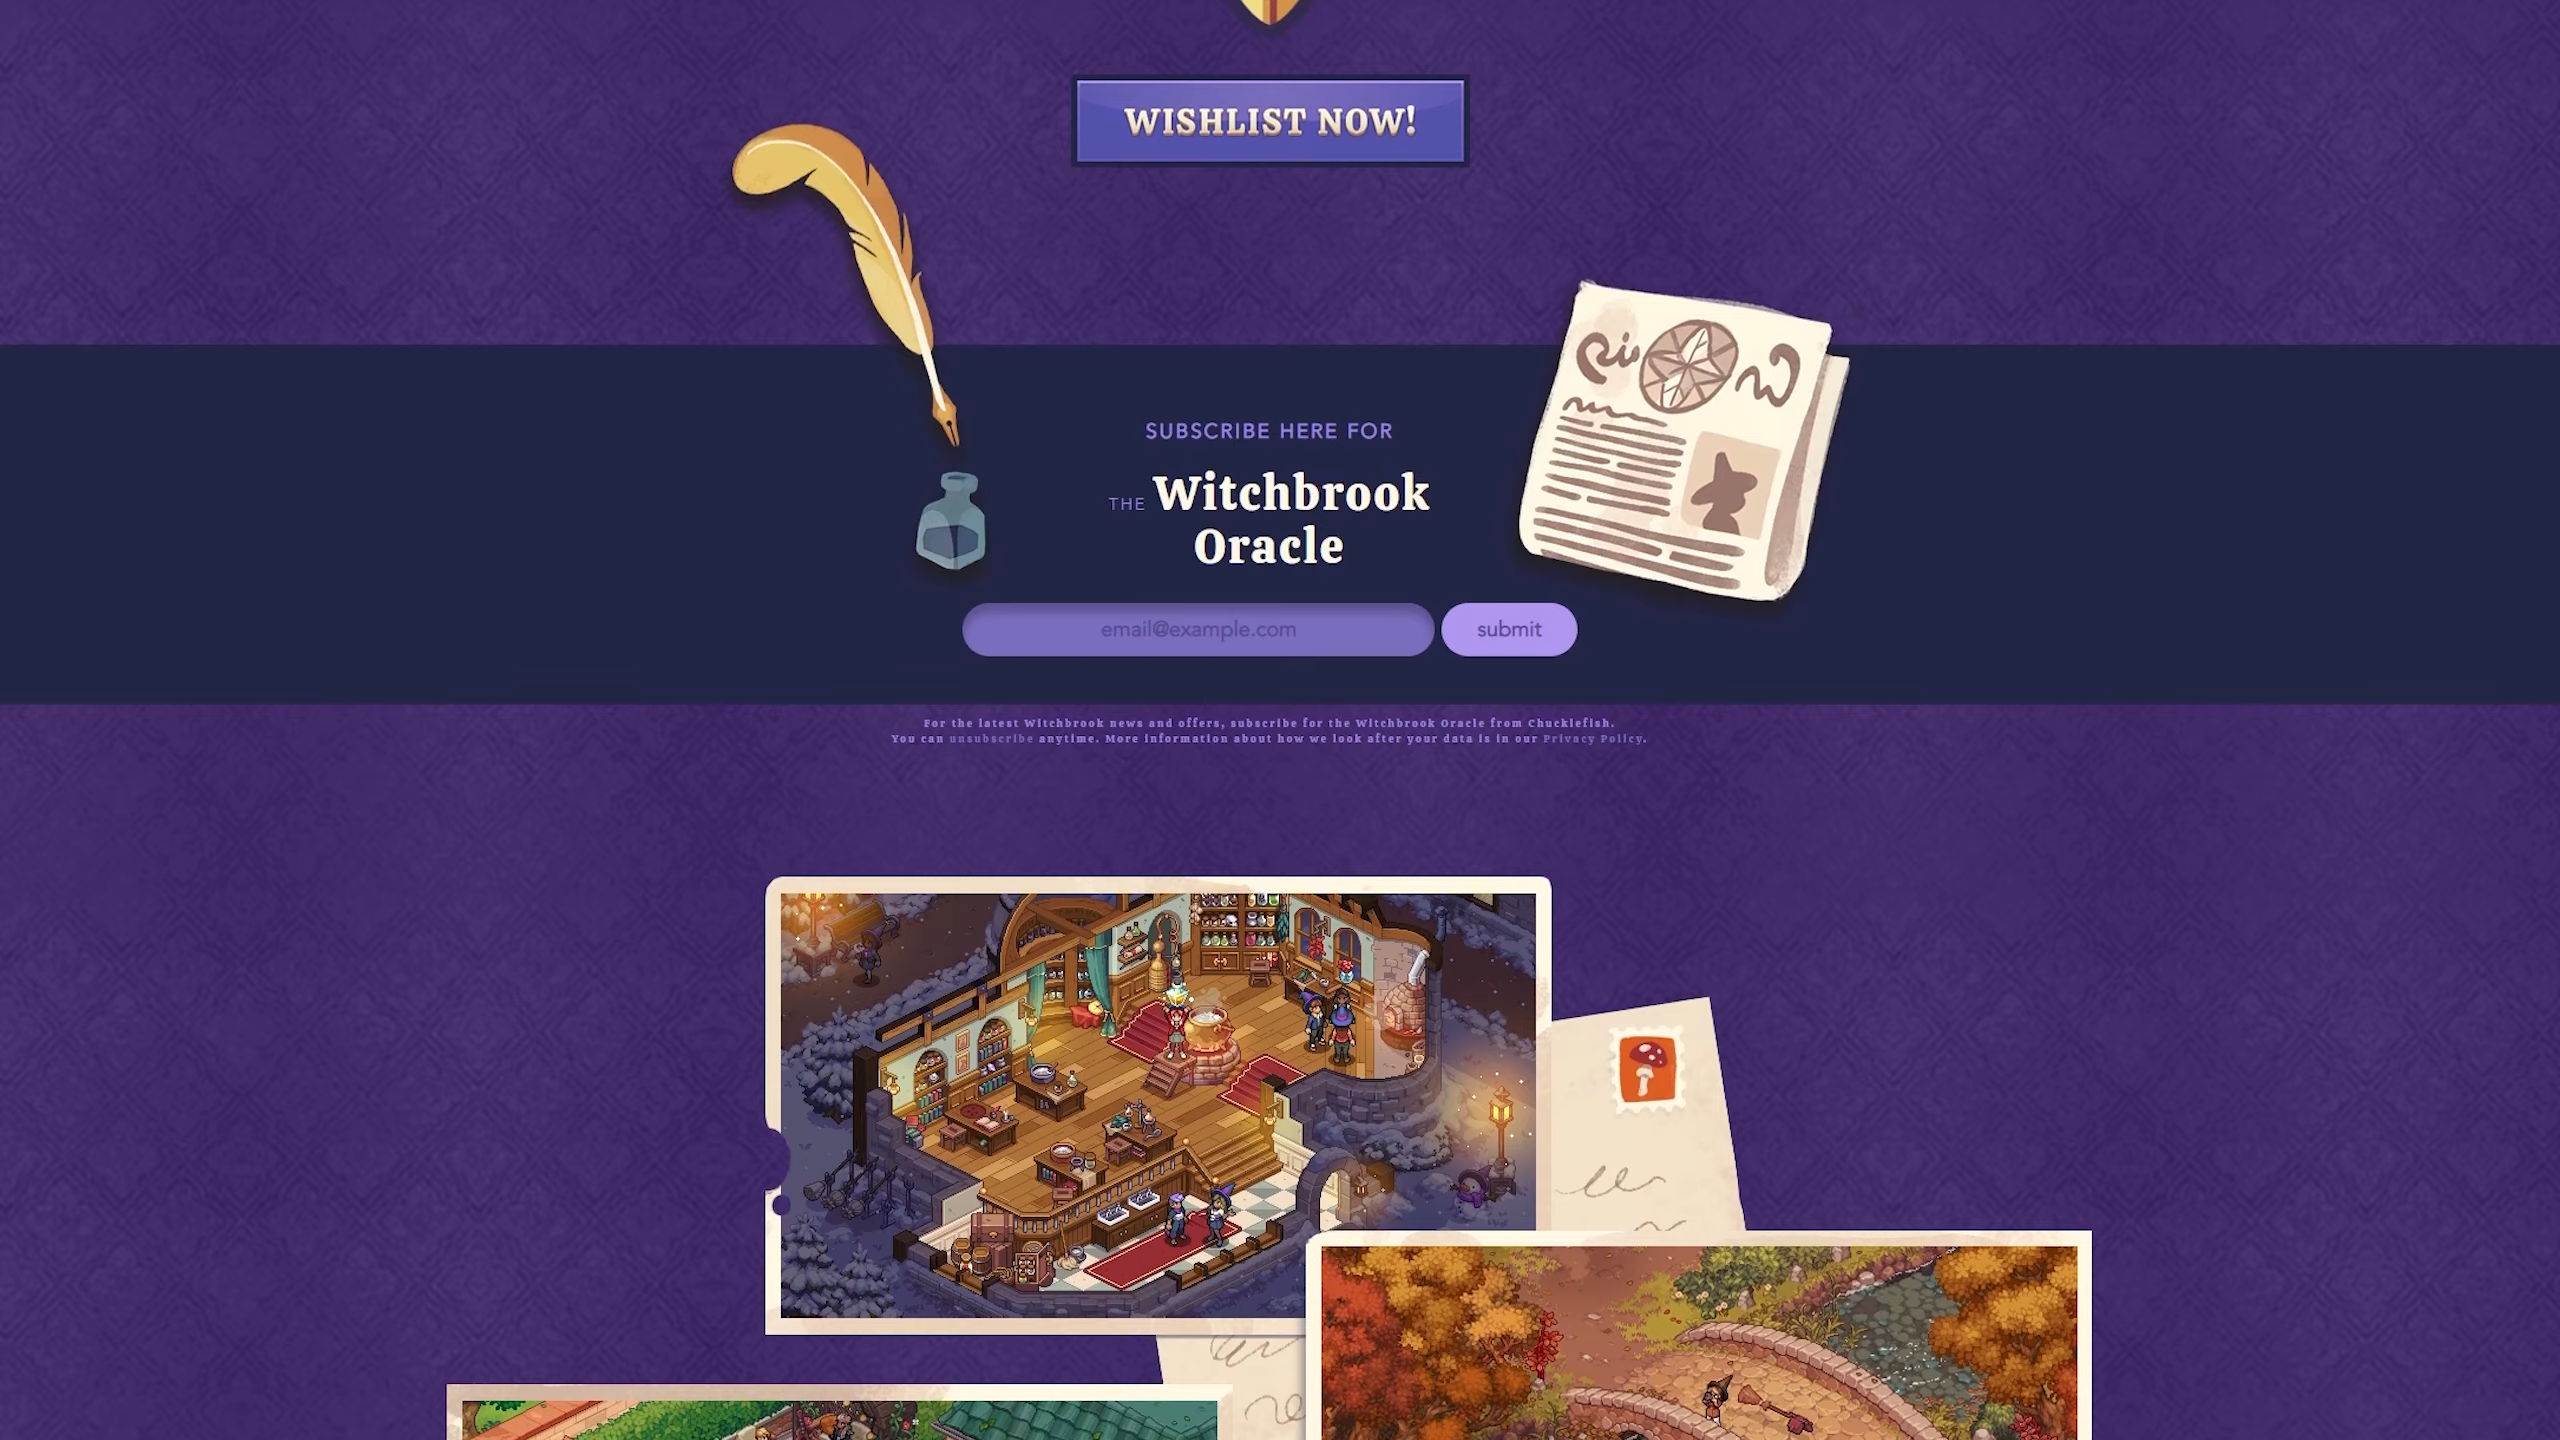 WISHLIST NOW!
SUBSCRIBE HERE FOR
THE Witchbrook
Oracle
email@example.com
submit
For the latest Witchbrook news and offers, subscribe for the Witchbrook Oracle from Chucklefish.
You can unsubscribe anytime. More information about how we look after your data is in our Privacy Policy.